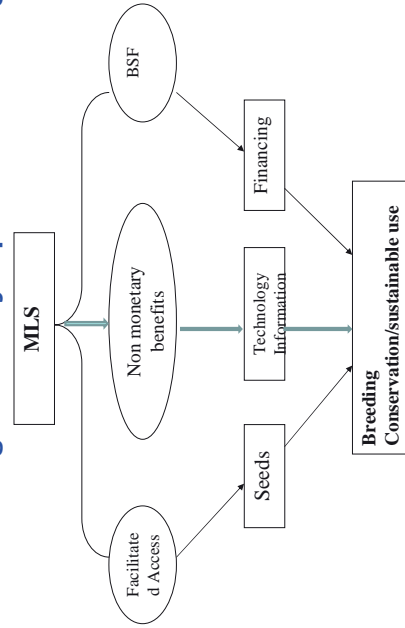 MLS
Facilitate
d Access
Non monetary
benefits
BSF
Seeds
Technology
Information
Financing
Breeding
Conservation/sustainable use